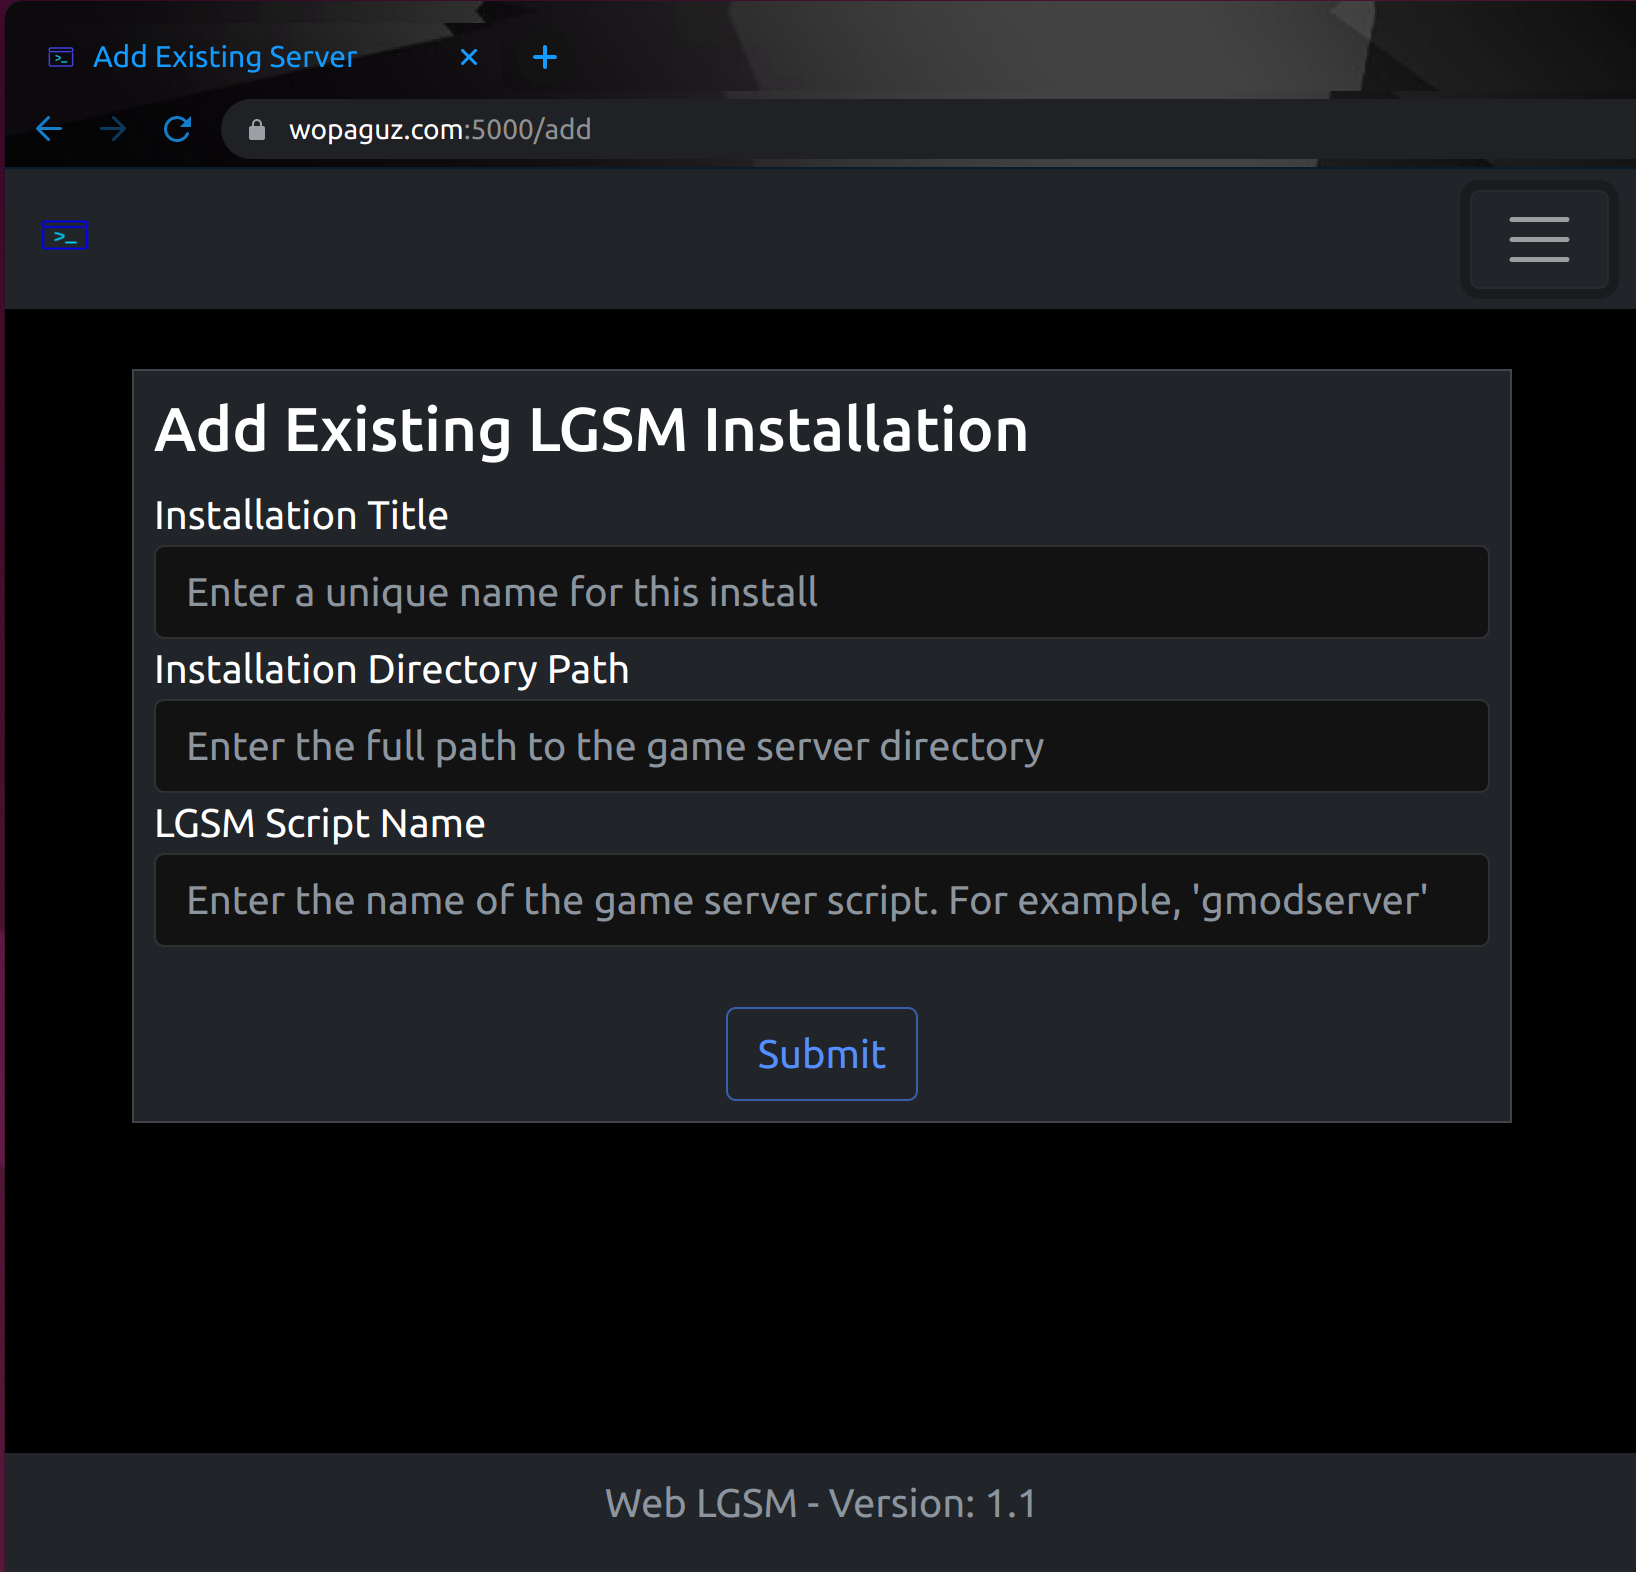 Add Existing Server
wopaguz.com:5000/add
>_
Add Existing LGSM Installation
Installation Title
Enter a unique name for this install
Installation Directory Path
Enter the full path to the game server directory
LGSM Script Name
Enter the name of the game server script. For example, 'gmodserver'
Submit
Web LGSM - Version: 1.1